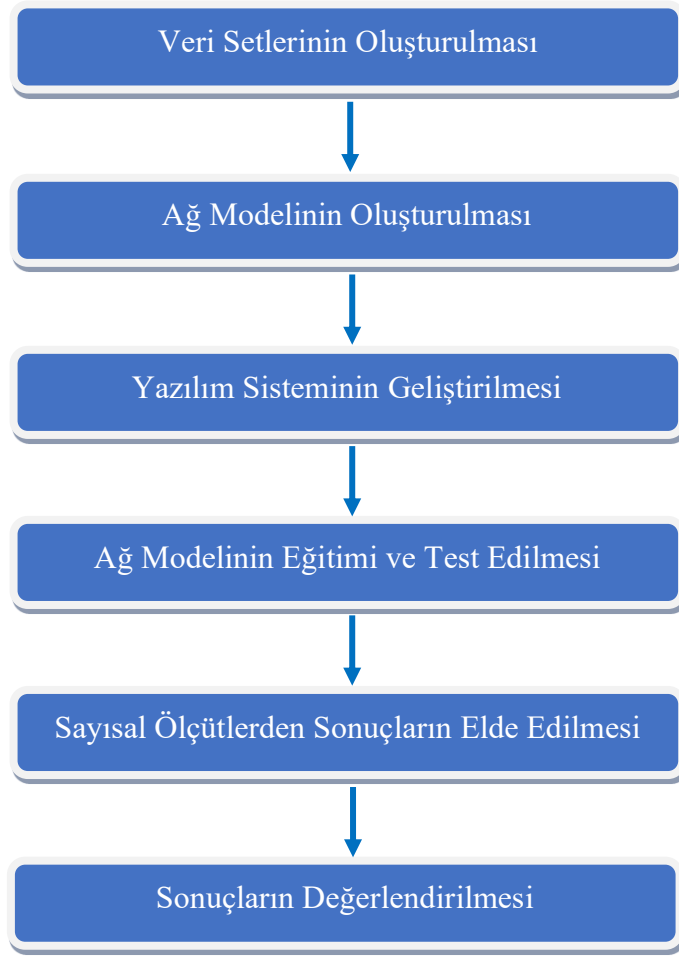 Veri Setlerinin Oluşturulması
Ağ Modelinin Oluşturulması
Yazılım Sisteminin Geliştirilmesi
Ağ Modelinin Eğitimi ve Test Edilmesi
Sayısal Ölçütlerden Sonuçların Elde Edilmesi
Sonuçların Değerlendirilmesi